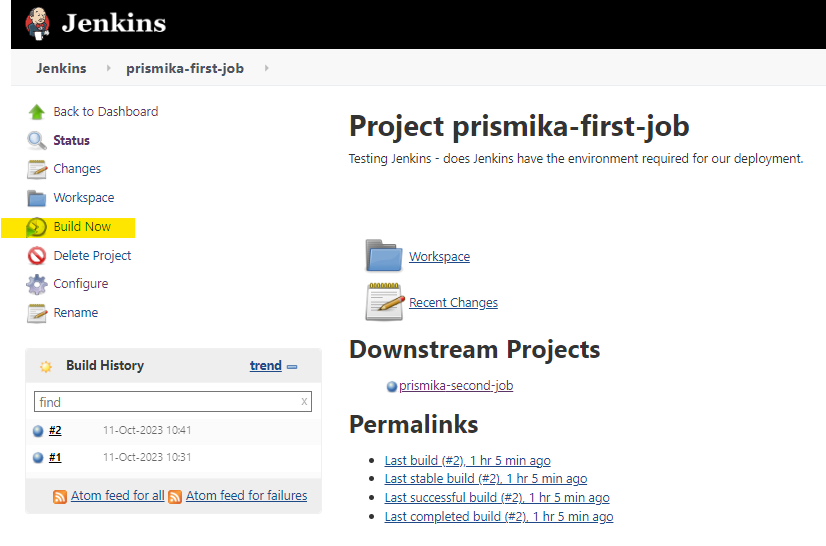 Jenkins
Jenkins prismika-first-job
Back to Dashboard
Status
Changes
Workspace
Build Now
Delete Project
Configure
Rename
Build History trend
find x
#2 11-Oct-2023 10:41
#1 11-Oct-2023 10:31
Atom feed for all Atom feed for failures
Project prismika-first-job
Testing Jenkins - does Jenkins have the environment required for our deployment.
Workspace
Recent Changes
Downstream Projects
prismika-second-job
Permalinks
Last build (#2), 1 hr 5 min ago
Last stable build (#2), 1 hr 5 min ago
Last successful build (#2), 1 hr 5 min ago
Last completed build (#2), 1 hr 5 min ago